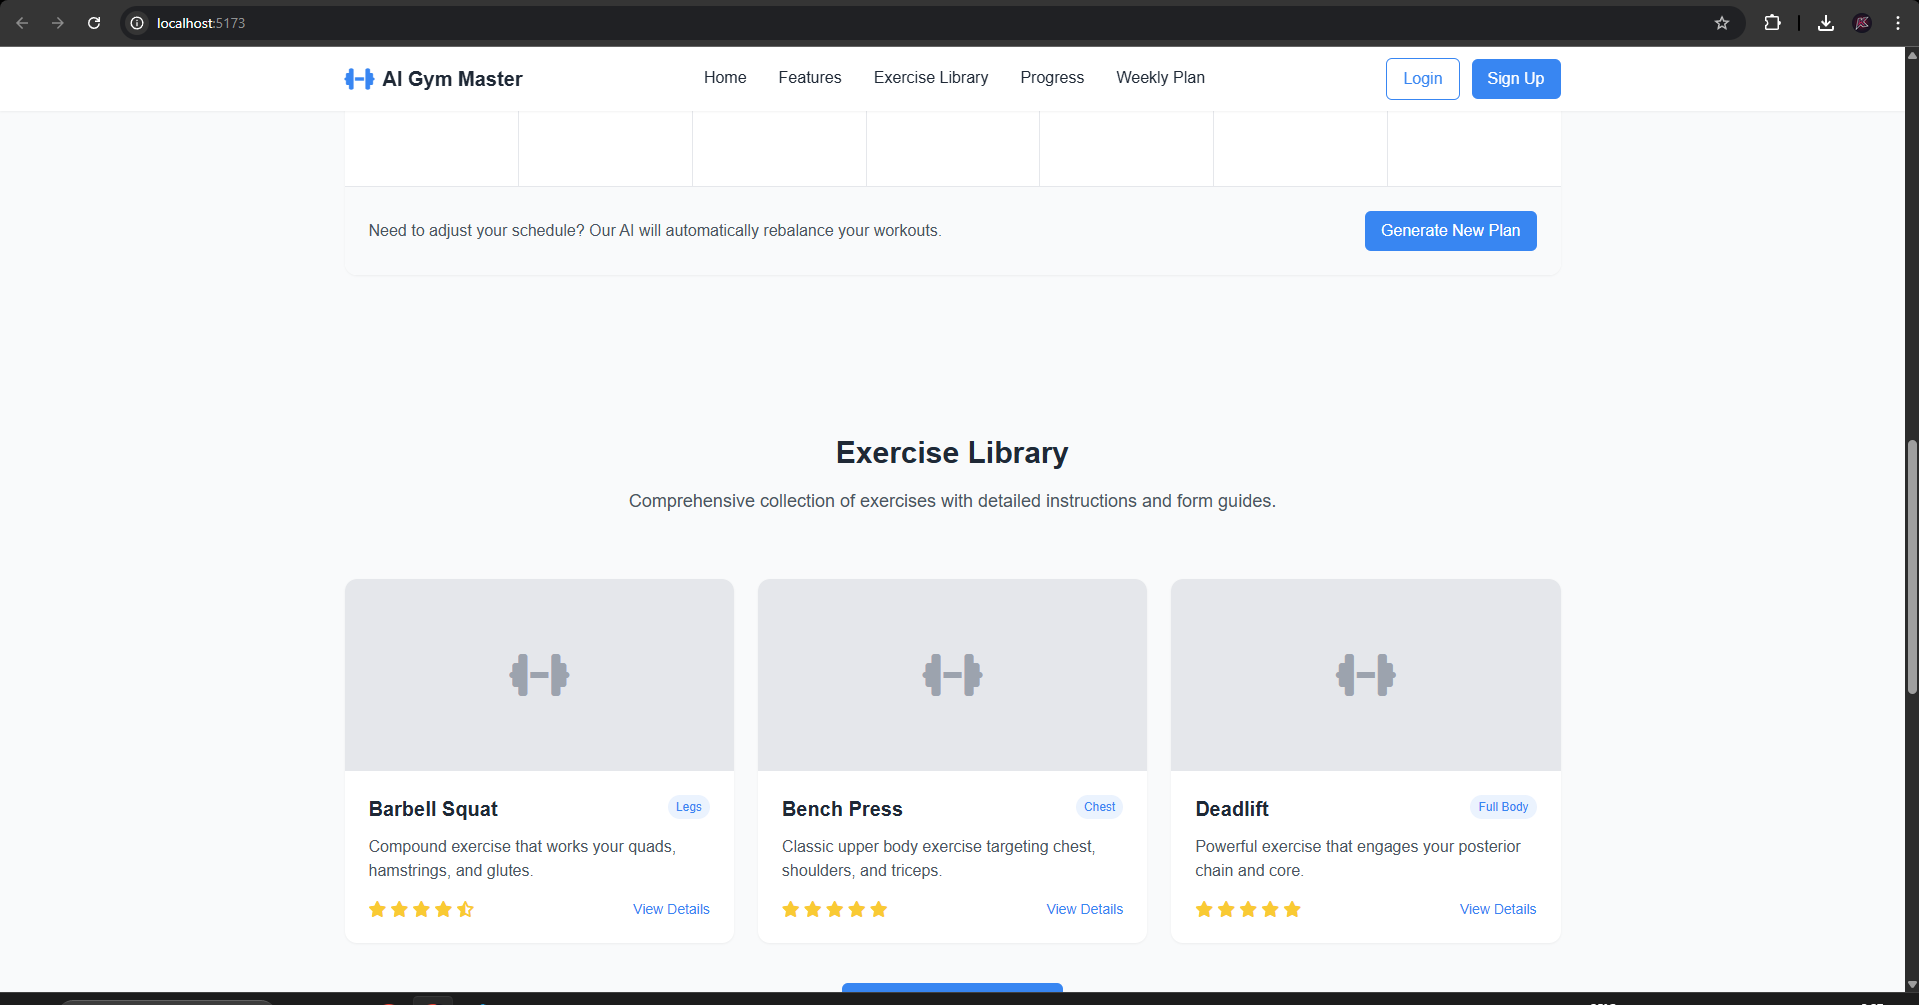 localhost:5173
AI Gym Master
Home
Features
Exercise Library
Progress
Weekly Plan
Login
Sign Up
Need to adjust your schedule? Our AI will automatically rebalance your workouts.
Generate New Plan
Exercise Library
Comprehensive collection of exercises with detailed instructions and form guides.
Barbell Squat
Legs
Compound exercise that works your quads,
hamstrings, and glutes.
View Details
Bench Press
Chest
Classic upper body exercise targeting chest,
shoulders, and triceps.
View Details
Deadlift
Full Body
Powerful exercise that engages your posterior
chain and core.
View Details